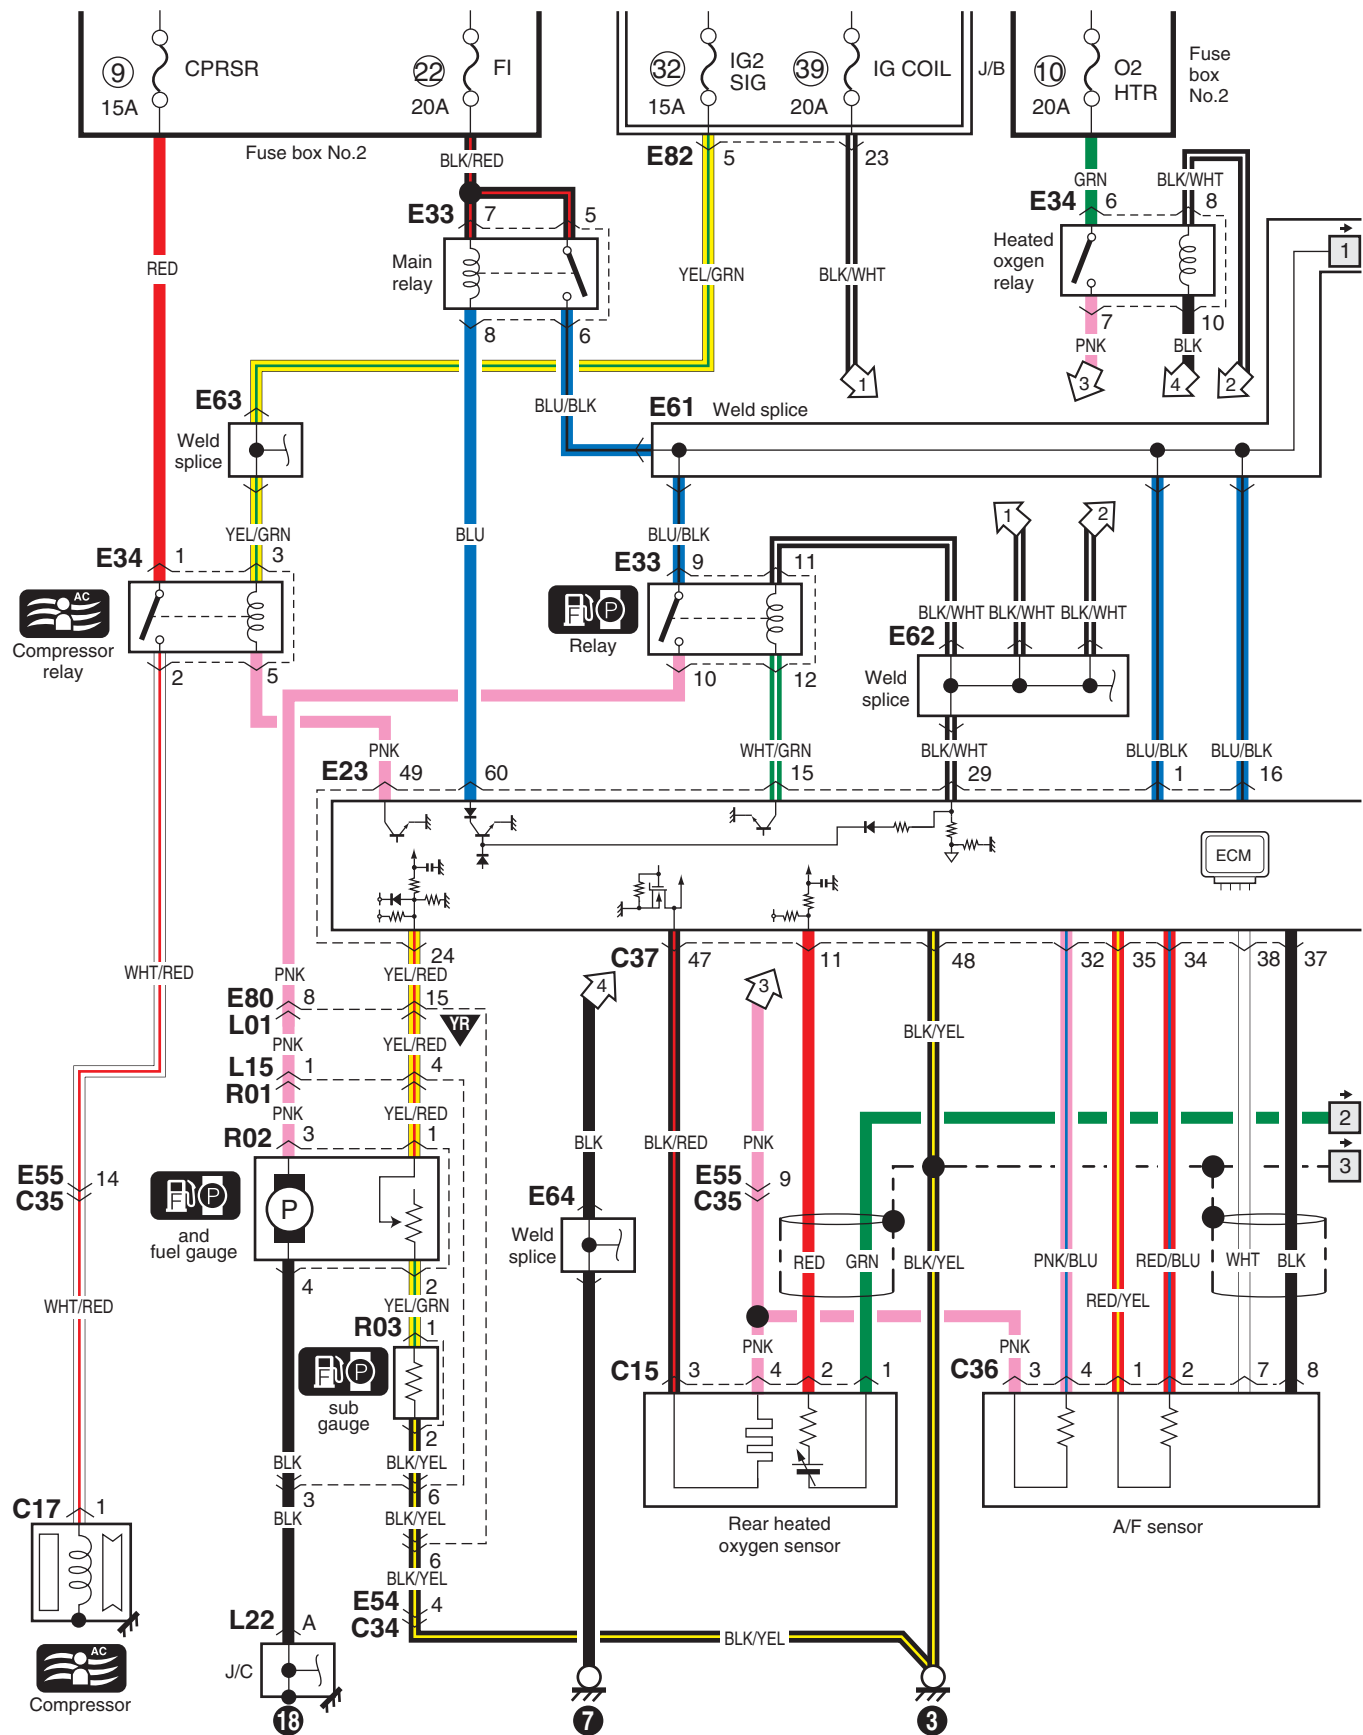 9
CPRSR
15A
22
FI
20A
Fuse box No.2
32
IG2
SIG
15A
39
IG COIL
20A
J/B
10
O2
HTR
20A
Fuse
box
No.2
BLK/RED
E82
5
23
GRN
BLK/WHT
E33
7
5
E34
6
8
Main
relay
Heated
oxgen
relay
1
RED
YEL/GRN
BLK/WHT
8
6
7
10
PNK
BLK
1
3
4
2
E63
BLU/BLK
E61
Weld splice
Weld
splice
YEL/GRN
BLU
BLU/BLK
1
2
E34
1
3
E33
9
11
AC
Compressor
relay
F
P
Relay
BLK/WHT
BLK/WHT
BLK/WHT
E62
2
5
10
12
Weld
splice
PNK
WHT/GRN
BLK/WHT
BLU/BLK
BLU/BLK
E23
49
60
15
29
1
16
ECM
24
C37
47
11
48
32
35
34
38
37
WHT/RED
PNK
YEL/RED
4
3
E80
L01
8
15
YR
BLK/YEL
PNK
YEL/RED
L15
R01
1
4
PNK
YEL/RED
2
R02
3
1
BLK
BLK/RED
PNK
3
E55
C35
14
F
P
and
fuel gauge
P
E64
Weld
splice
E55
C35
9
4
2
RED
GRN
BLK/YEL
PNK/BLU
RED/BLU
WHT
BLK
WHT/RED
YEL/GRN
RED/YEL
R03
1
F
P
sub
gauge
PNK
PNK
C15
3
4
2
1
C36
3
4
1
2
7
8
2
BLK
BLK/YEL
3
6
C17
1
BLK
BLK/YEL
Rear heated
oxygen sensor
A/F sensor
6
BLK/YEL
E54
C34
4
L22
A
BLK/YEL
AC
Compressor
J/C
18
7
3